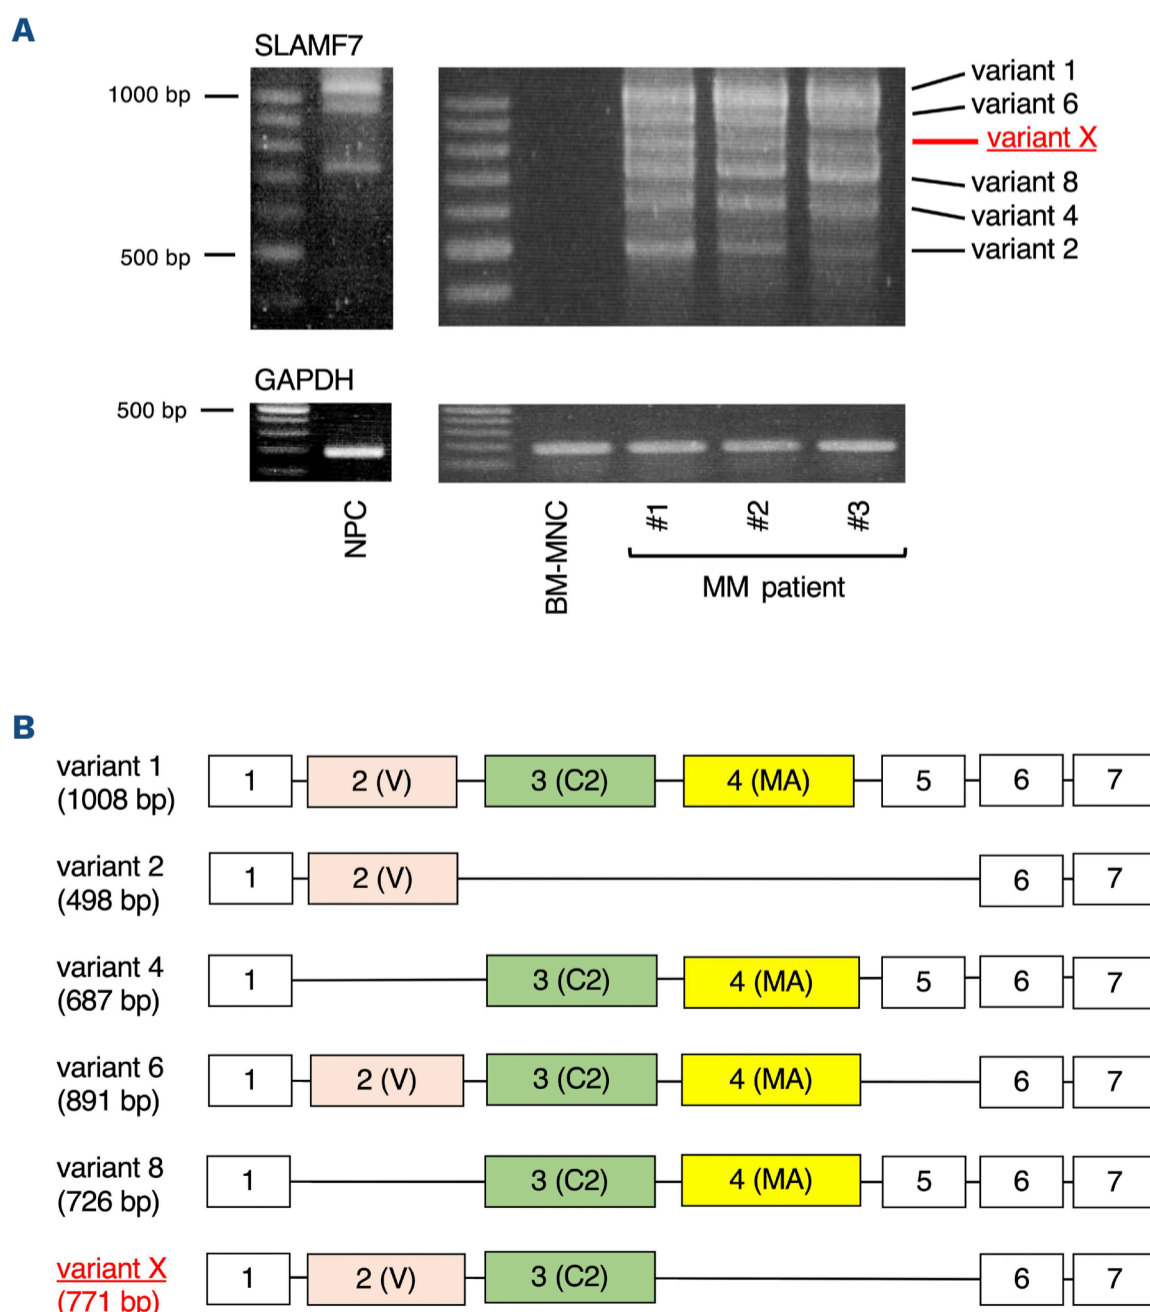 A
SLAMF7
1000 bp
500 bp
variant 1
variant 6
variant X
variant 8
variant 4
variant 2
GAPDH
500 bp
NPC
BM-MNC
#1
#2
#3
MM patient
B
variant 1
(1008 bp)
1 2 (V) 3 (C2) 4 (MA) 5 6 7
variant 2
(498 bp)
1 2 (V) 6 7
variant 4
(687 bp)
1 3 (C2) 4 (MA) 5 6 7
variant 6
(891 bp)
1 2 (V) 3 (C2) 4 (MA) 6 7
variant 8
(726 bp)
1 3 (C2) 4 (MA) 5 6 7
variant X
(771 bp)
1 2 (V) 3 (C2) 6 7